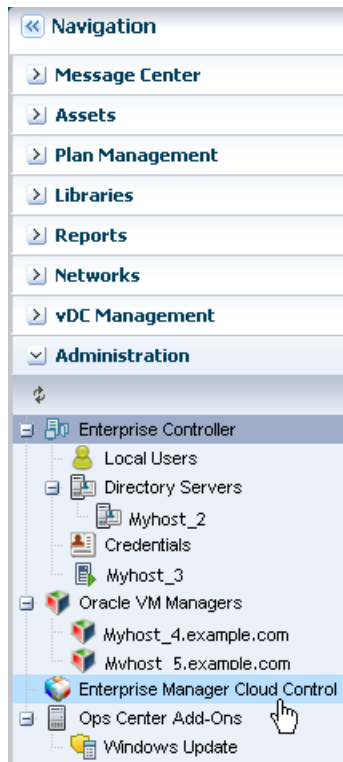 Navigation
Message Center
Assets
Plan Management
Libraries
Reports
Networks
vDC Management
Administration
Enterprise Controller
Local Users
Directory Servers
Myhost_2
Credentials
Myhost_3
Oracle VM Managers
Myhost_4.example.com
Myhost_5.example.com
Enterprise Manager Cloud Control
Ops Center Add-Ons
Windows Update